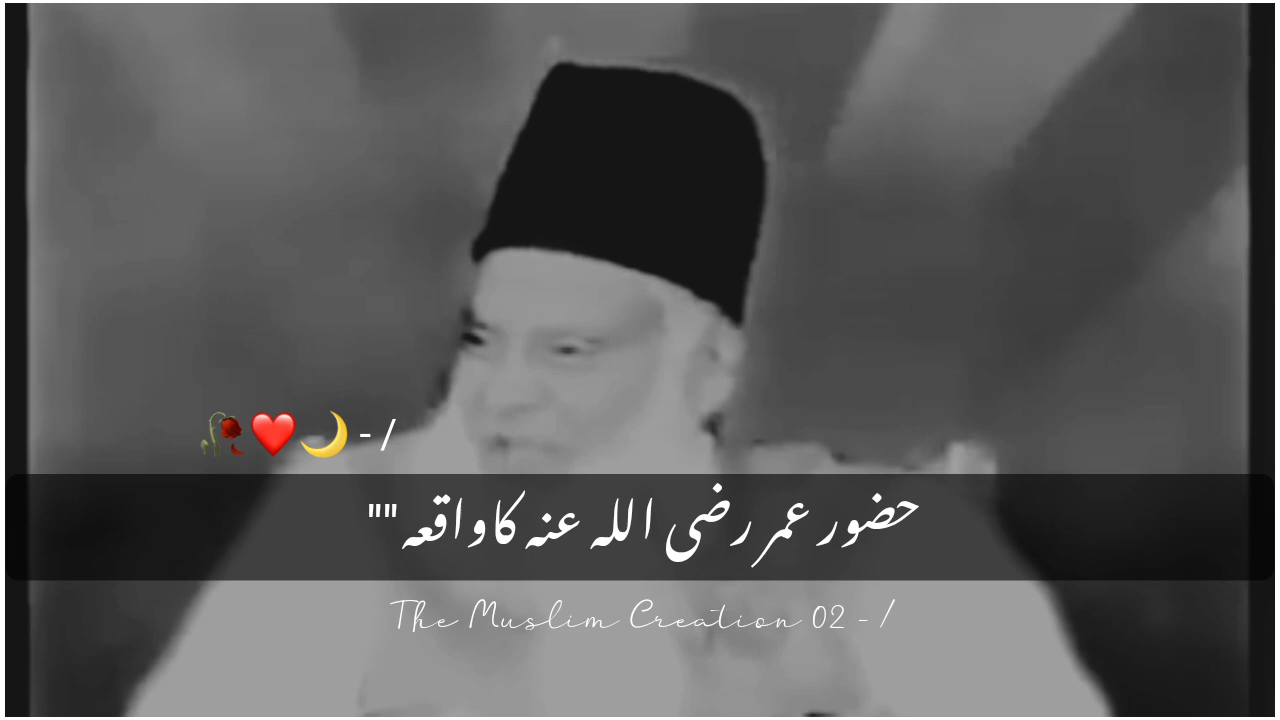 🥀❤️🌙 - /
حضور عمر رضی اللہ عنہ کا واقعہ ""
The Muslim Creation 02 - /